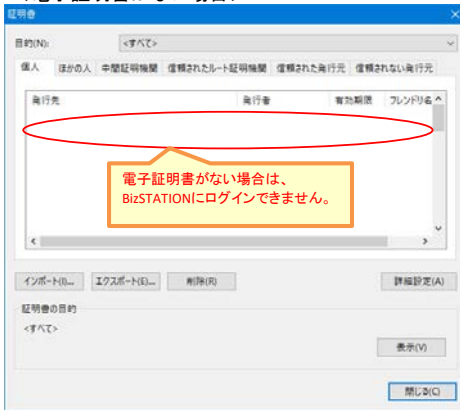 証明書
目的(N):
<すべて>
個人 ほかの人 中間証明機関 信頼されたルート証明機関 信頼された発行元 信頼されない発行元
発行先 発行者 有効期限 フレンドリ名
電子証明書がない場合は、
BizSTATIONにログインできません。
インポート(I)... エクスポート(E)... 削除(R) 詳細設定(A)
証明書の目的
<すべて>
表示(V)
閉じる(C)